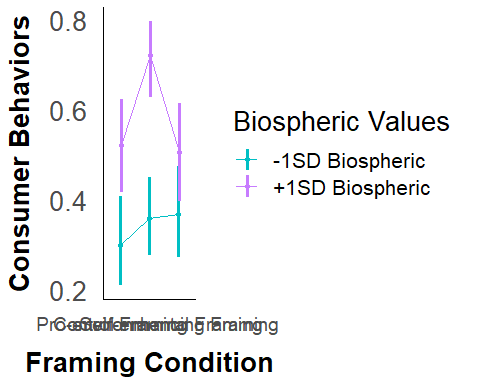 Consumer Behaviors
0.8
0.6
0.4
0.2
Biospheric Values
-1SD Biospheric
+1SD Biospheric
Framing Condition